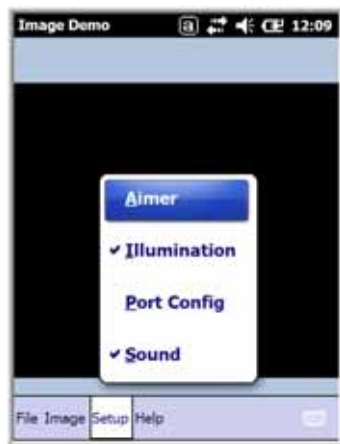 Image Demo 12:09
Aimer
Illumination
Port Config
Sound
File Image Setup Help